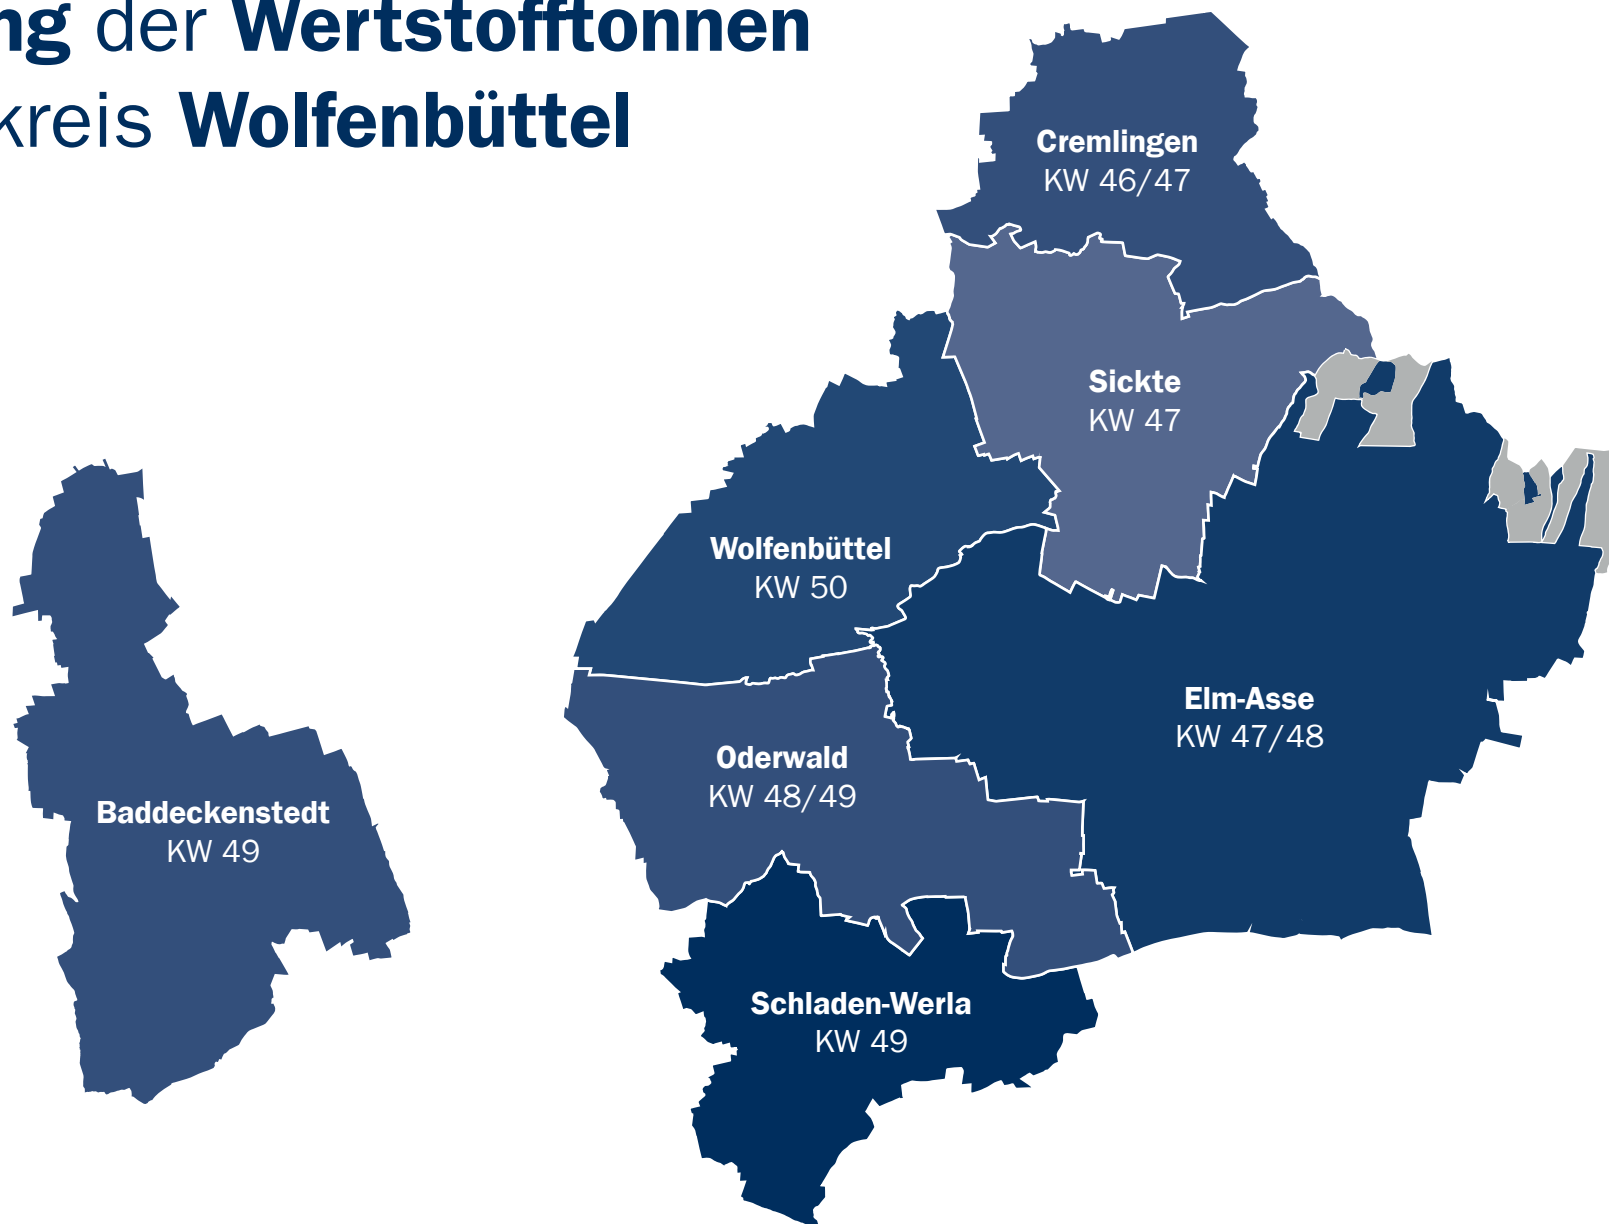 ng der Wertstofftonnen
kreis Wolfenbüttel
Cremlingen
KW 46/47
Sickte
KW 47
Wolfenbüttel
KW 50
Elm-Asse
KW 47/48
Oderwald
KW 48/49
Baddeckenstedt
KW 49
Schladen-Werla
KW 49